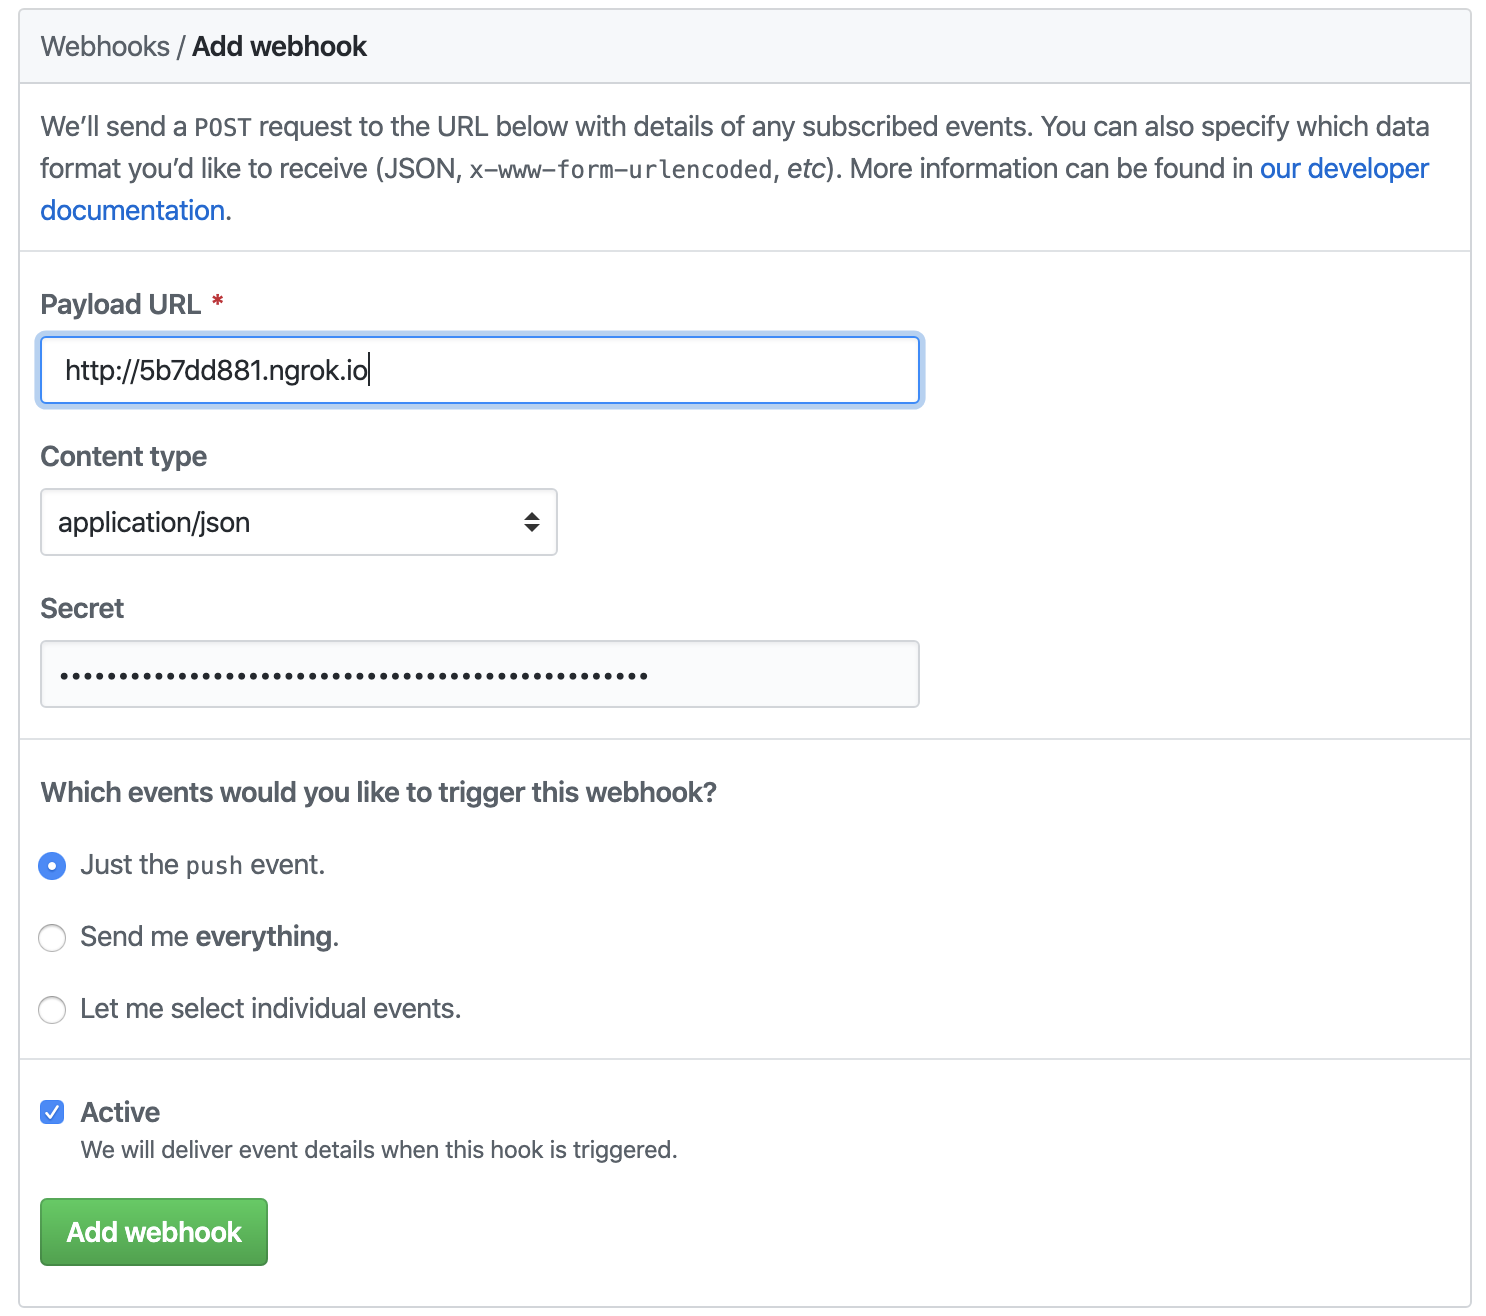 Webhooks / Add webhook
We’ll send a POST request to the URL below with details of any subscribed events. You can also specify which data
format you’d like to receive (JSON, x-www-form-urlencoded, etc). More information can be found in our developer
documentation.
Payload URL *
http://5b7dd881.ngrok.io
Content type
application/json
Secret
••••••••••••••••••••••••••••••••••••••••••••••••••
Which events would you like to trigger this webhook?
Just the push event.
Send me everything.
Let me select individual events.
Active
We will deliver event details when this hook is triggered.
Add webhook